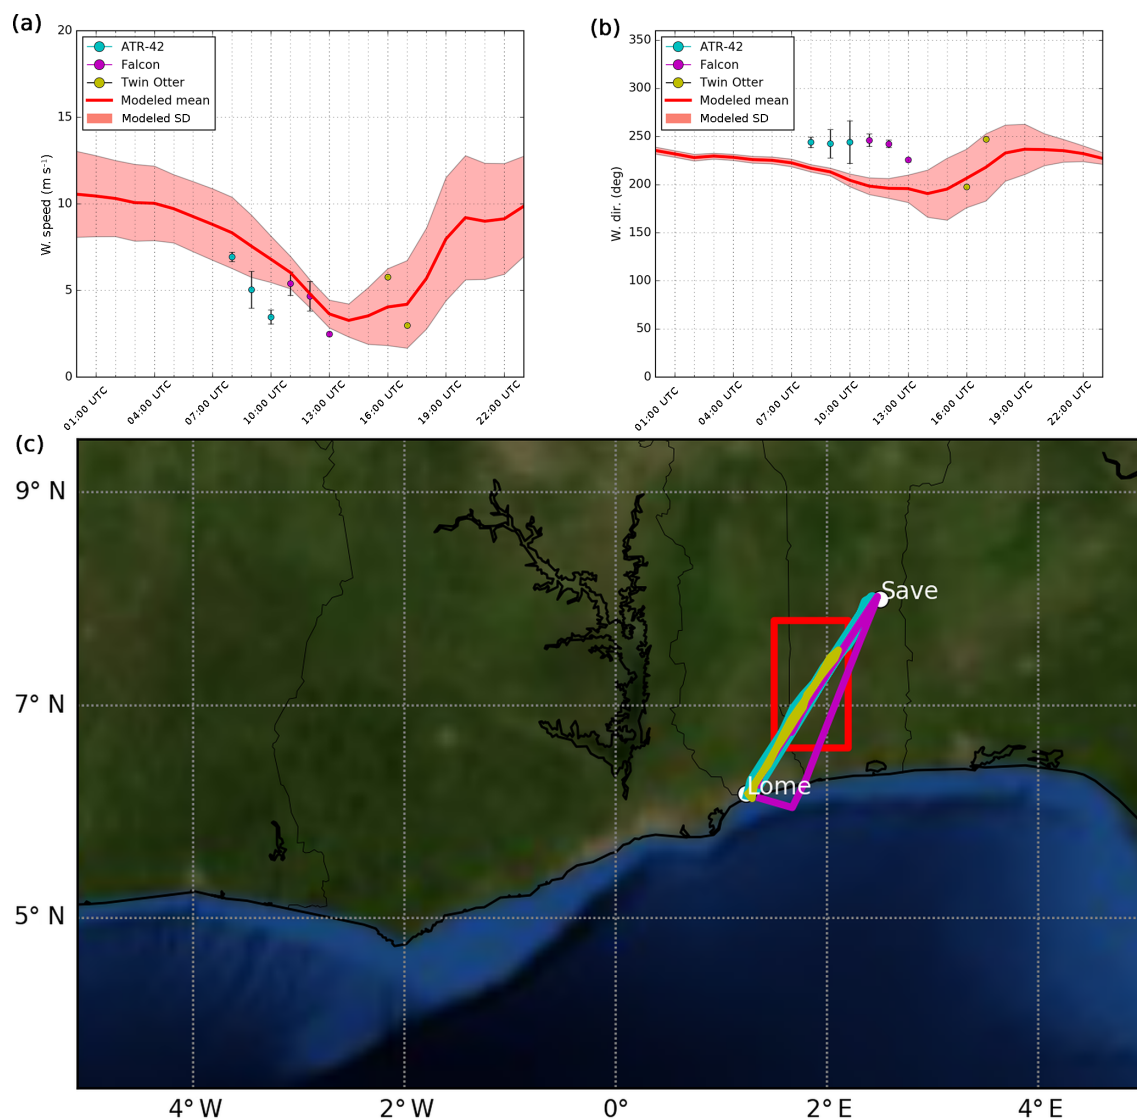 (a)
20
15
10
5
0
W. speed (m s⁻¹)
ATR-42
Falcon
Twin Otter
Modeled mean
Modeled SD
01:00 UTC
04:00 UTC
07:00 UTC
10:00 UTC
13:00 UTC
16:00 UTC
19:00 UTC
22:00 UTC
(b)
350
300
250
200
150
100
50
0
W. dir. (deg)
ATR-42
Falcon
Twin Otter
Modeled mean
Modeled SD
01:00 UTC
04:00 UTC
07:00 UTC
10:00 UTC
13:00 UTC
16:00 UTC
19:00 UTC
22:00 UTC
(c)
9° N
7° N
5° N
Save
Lome
4° W
2° W
0°
2° E
4° E